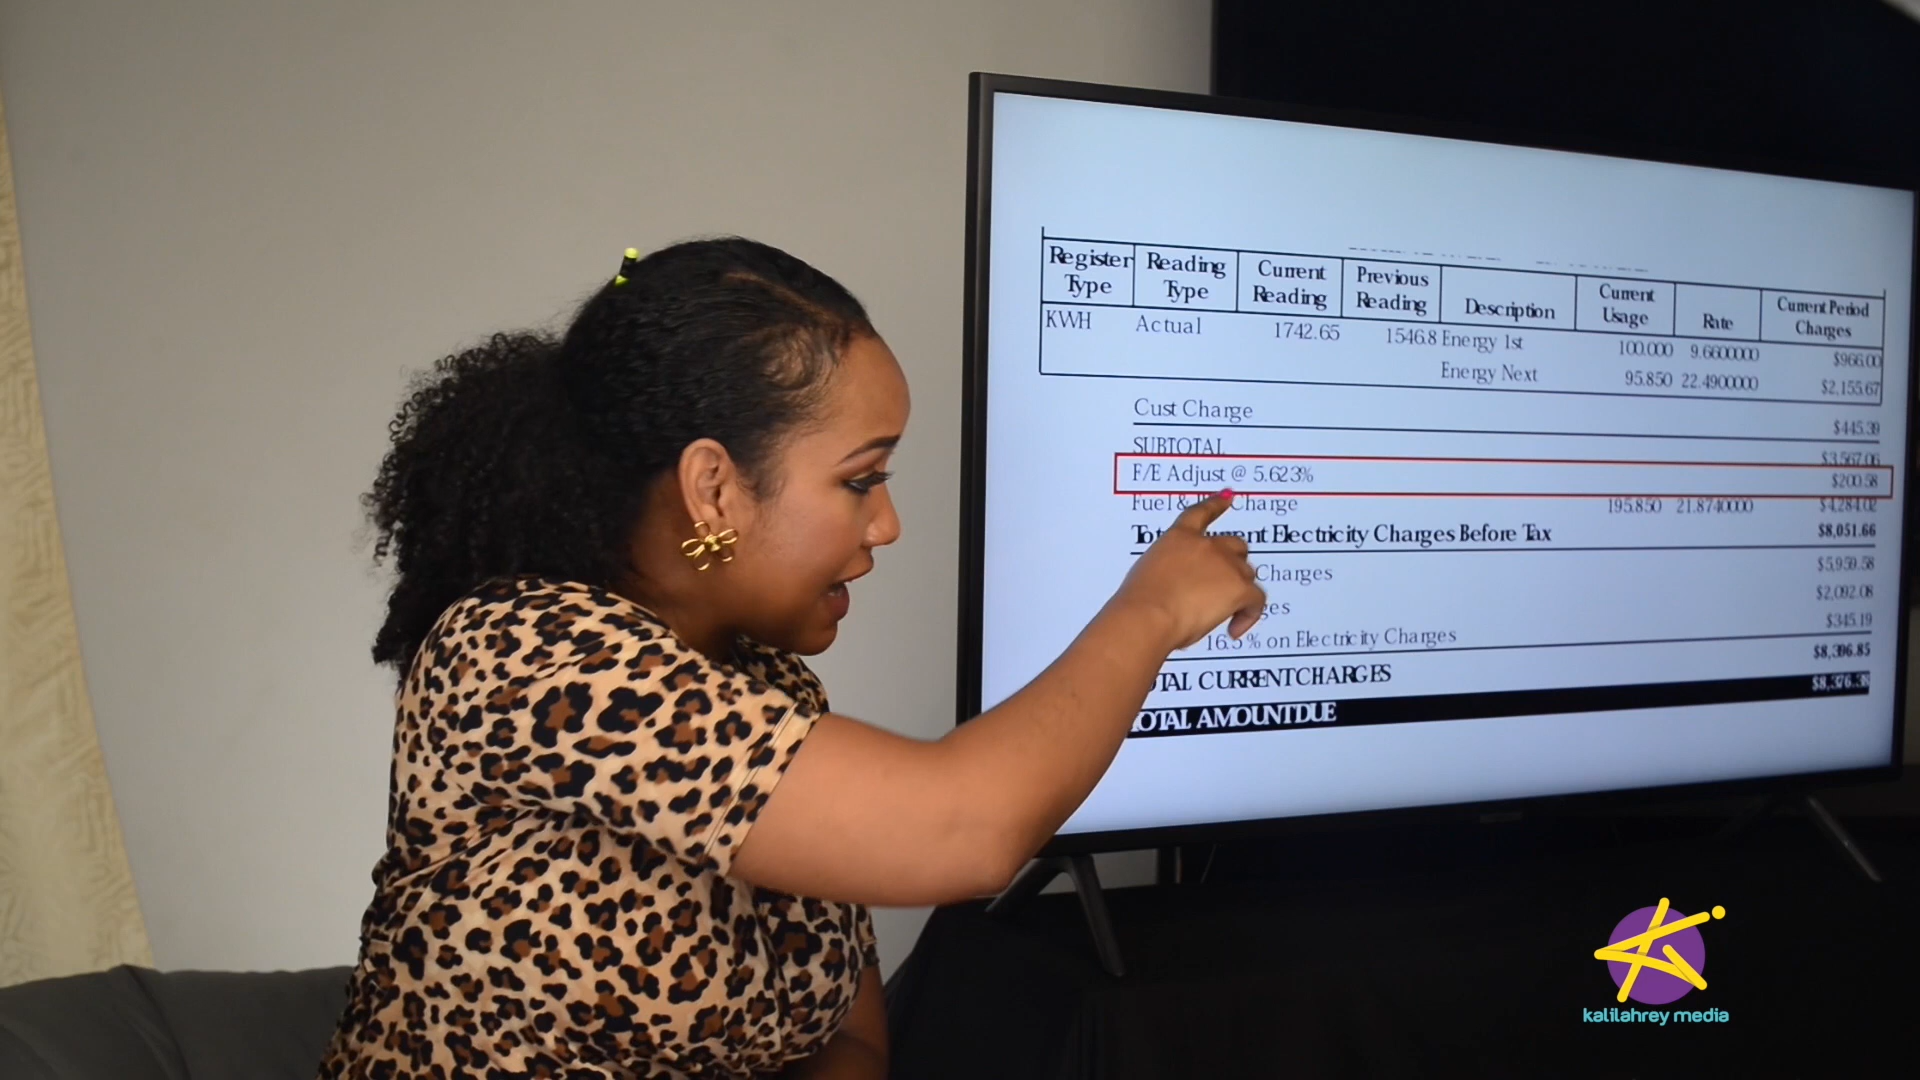 Register Type
Reading Type
Current Reading
Previous Reading
Description
Current Usage
Rate
Current Period Charges
KWH Actual 1742.65 1546.8 Energy 1st 100.000 9.6600000 $966.00
Energy Next 95.850 22.4900000 $2,155.67
Cust Charge $445.39
SUBTOTAL $3,567.06
F/E Adjust @ 5.623% $200.58
Fuel & Charge 195.850 21.8740000 $4,284.02
Electricity Charges Before Tax $8,051.66
Charges $5,959.58
$2,092.08
16.5% on Electricity Charges $345.19
CURRENT CHARGES $8,396.85
AMOUNT DUE
kalilahrey media